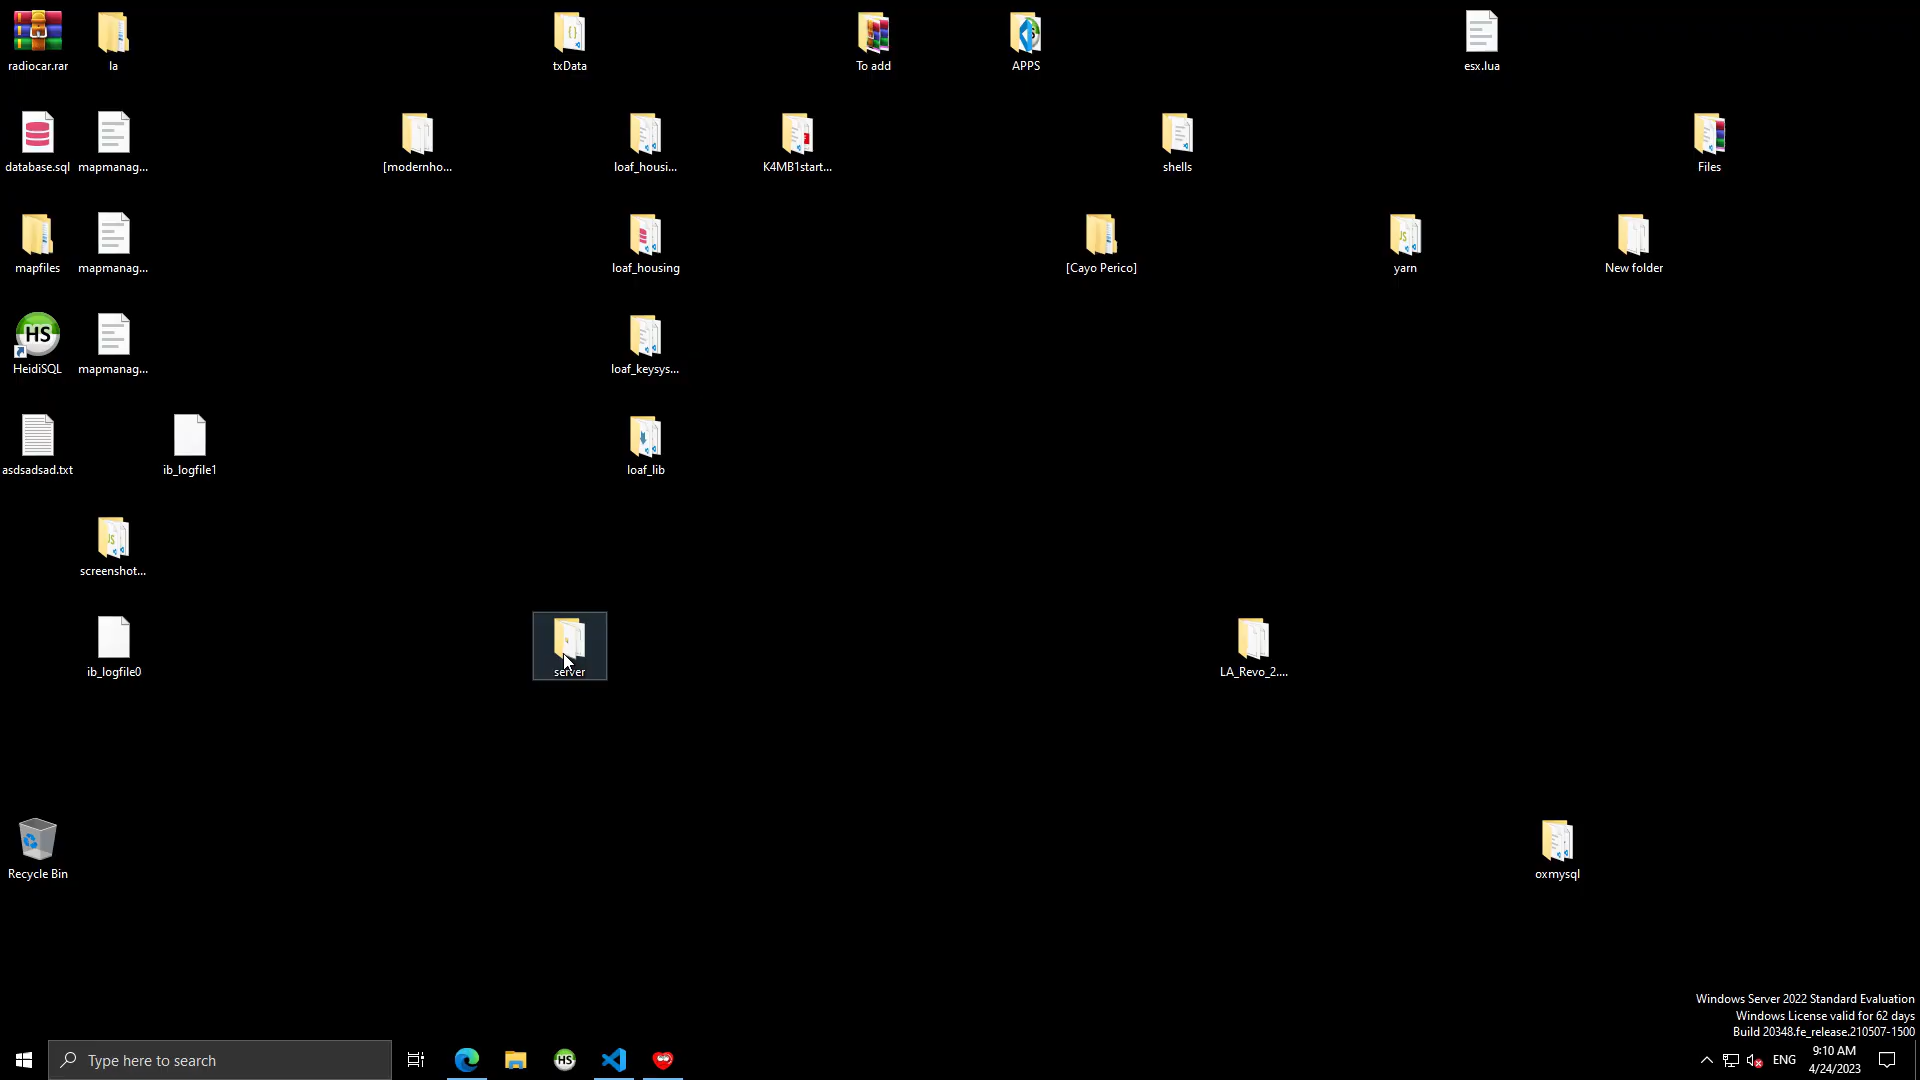 radiocar.rar
la
txData
To add
APPS
esx.lua
database.sql
mapmanag...
[modernho...
loaf_housi...
K4MB1start...
shells
Files
mapfiles
mapmanag...
loaf_housing
[Cayo Perico]
yarn
New folder
HS
HeidiSQL
mapmanag...
loaf_keysys...
asdsadsad.txt
ib_logfile1
loaf_lib
screenshot...
ib_logfile0
server
LA_Revo_2....
Recycle Bin
oxmysql
Windows Server 2022 Standard Evaluation
Windows License valid for 62 days
Build 20348.fe_release.210507-1500
Type here to search
HS
ENG
9:10 AM
4/24/2023